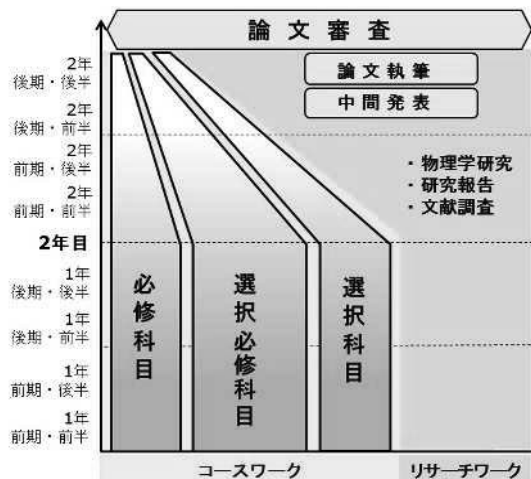 論文審査
論文執筆
中間発表
2年
後期・後半
2年
後期・前半
2年
前期・後半
2年
前期・前半
・物理学研究
・研究報告
・文献調査
2年目
1年
後期・後半
1年
後期・前半
1年
前期・後半
1年
前期・前半
必修科目
選択必修科目
選択科目
コースワーク
リサーチワーク